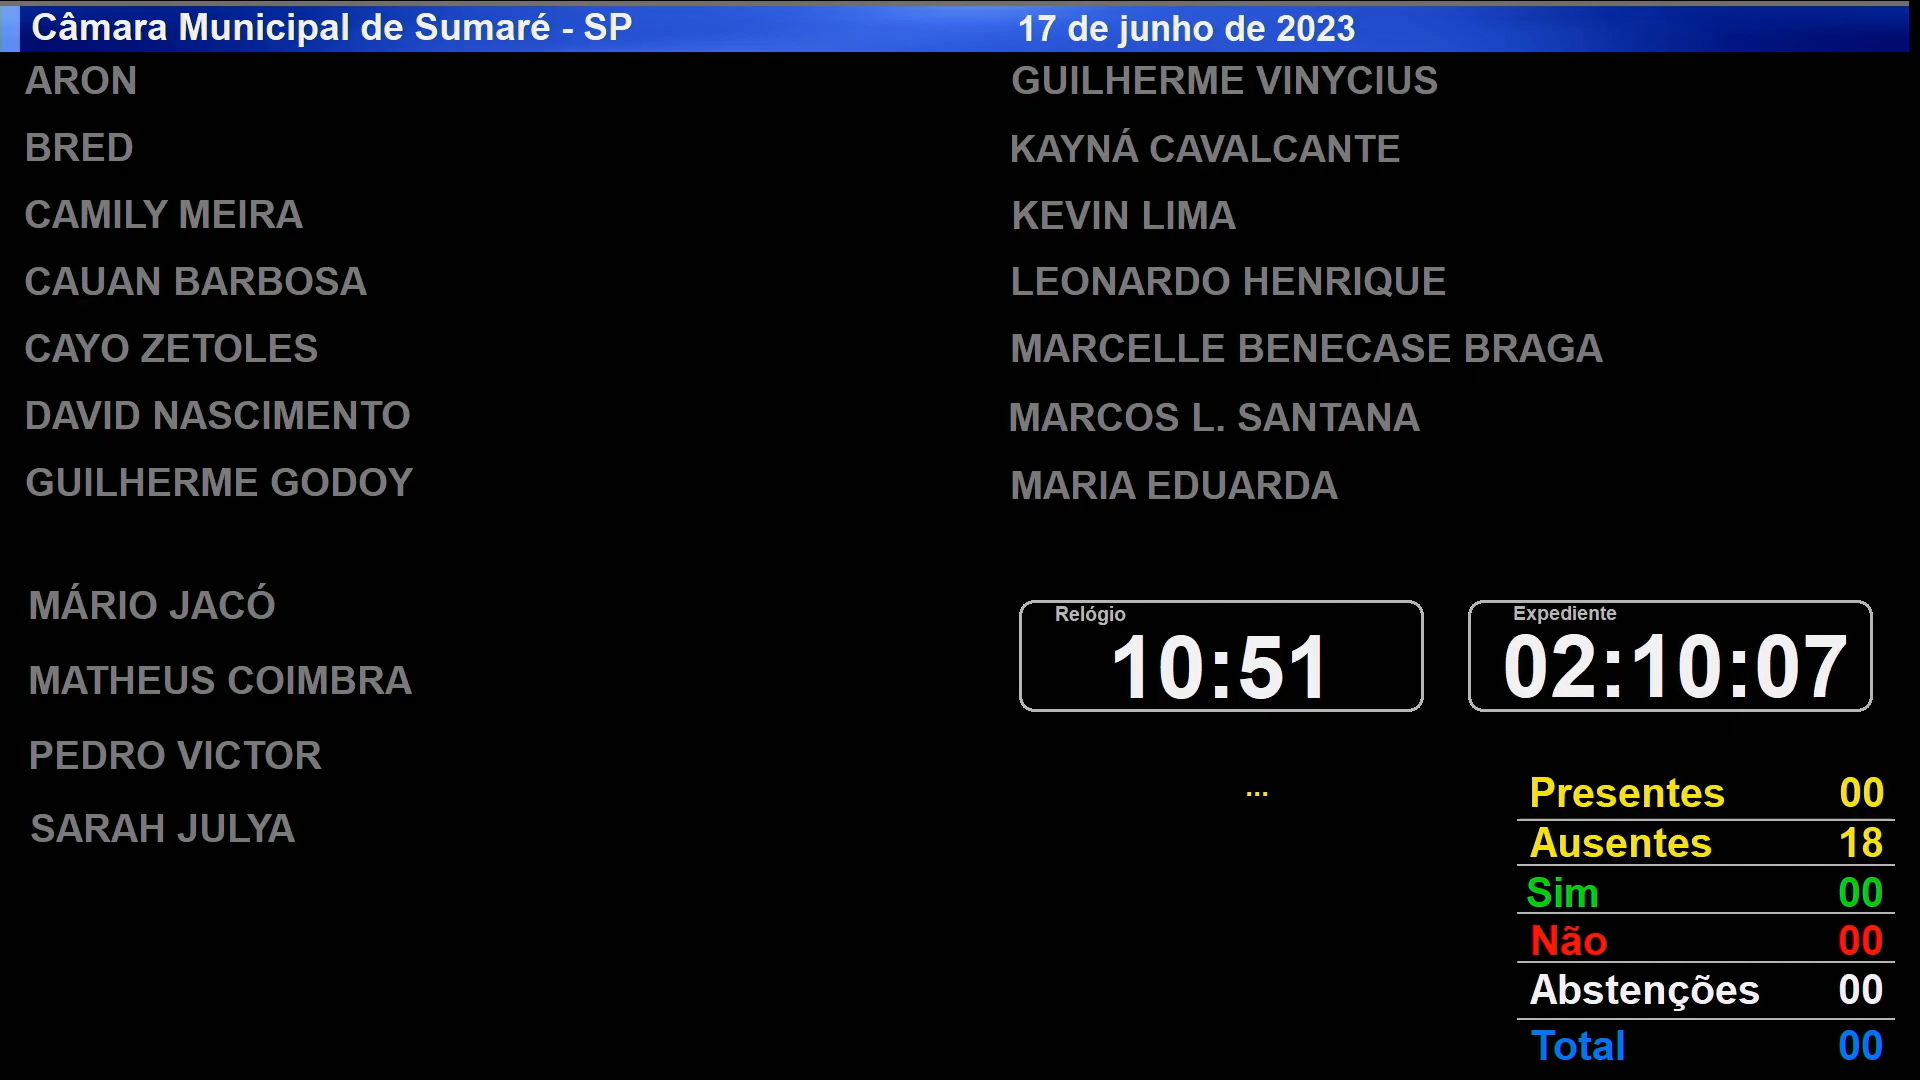 Câmara Municipal de Sumaré - SP
17 de junho de 2023
ARON
BRED
CAMILY MEIRA
CAUAN BARBOSA
CAYO ZETOLES
DAVID NASCIMENTO
GUILHERME GODOY
MÁRIO JACÓ
MATHEUS COIMBRA
PEDRO VICTOR
SARAH JULYA
GUILHERME VINYCIUS
KAYNÁ CAVALCANTE
KEVIN LIMA
LEONARDO HENRIQUE
MARCELLE BENECASE BRAGA
MARCOS L. SANTANA
MARIA EDUARDA
Relógio
10:51
Expediente
02:10:07
...
Presentes 00
Ausentes 18
Sim 00
Não 00
Abstenções 00
Total 00